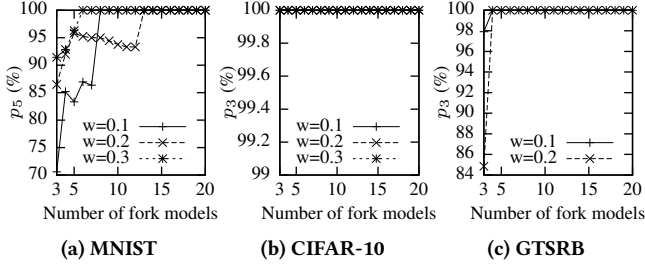 100
95
90
85
80
75
70
p5 (%)
w=0.1
w=0.2
w=0.3
3 5 10 15 20
Number of fork models
(a) MNIST
100
99.8
99.6
99.4
99.2
99
p3 (%)
w=0.1
w=0.2
w=0.3
3 5 10 15 20
Number of fork models
(b) CIFAR-10
100
98
96
94
92
90
88
86
84
p3 (%)
w=0.1
w=0.2
3 5 10 15 20
Number of fork models
(c) GTSRB